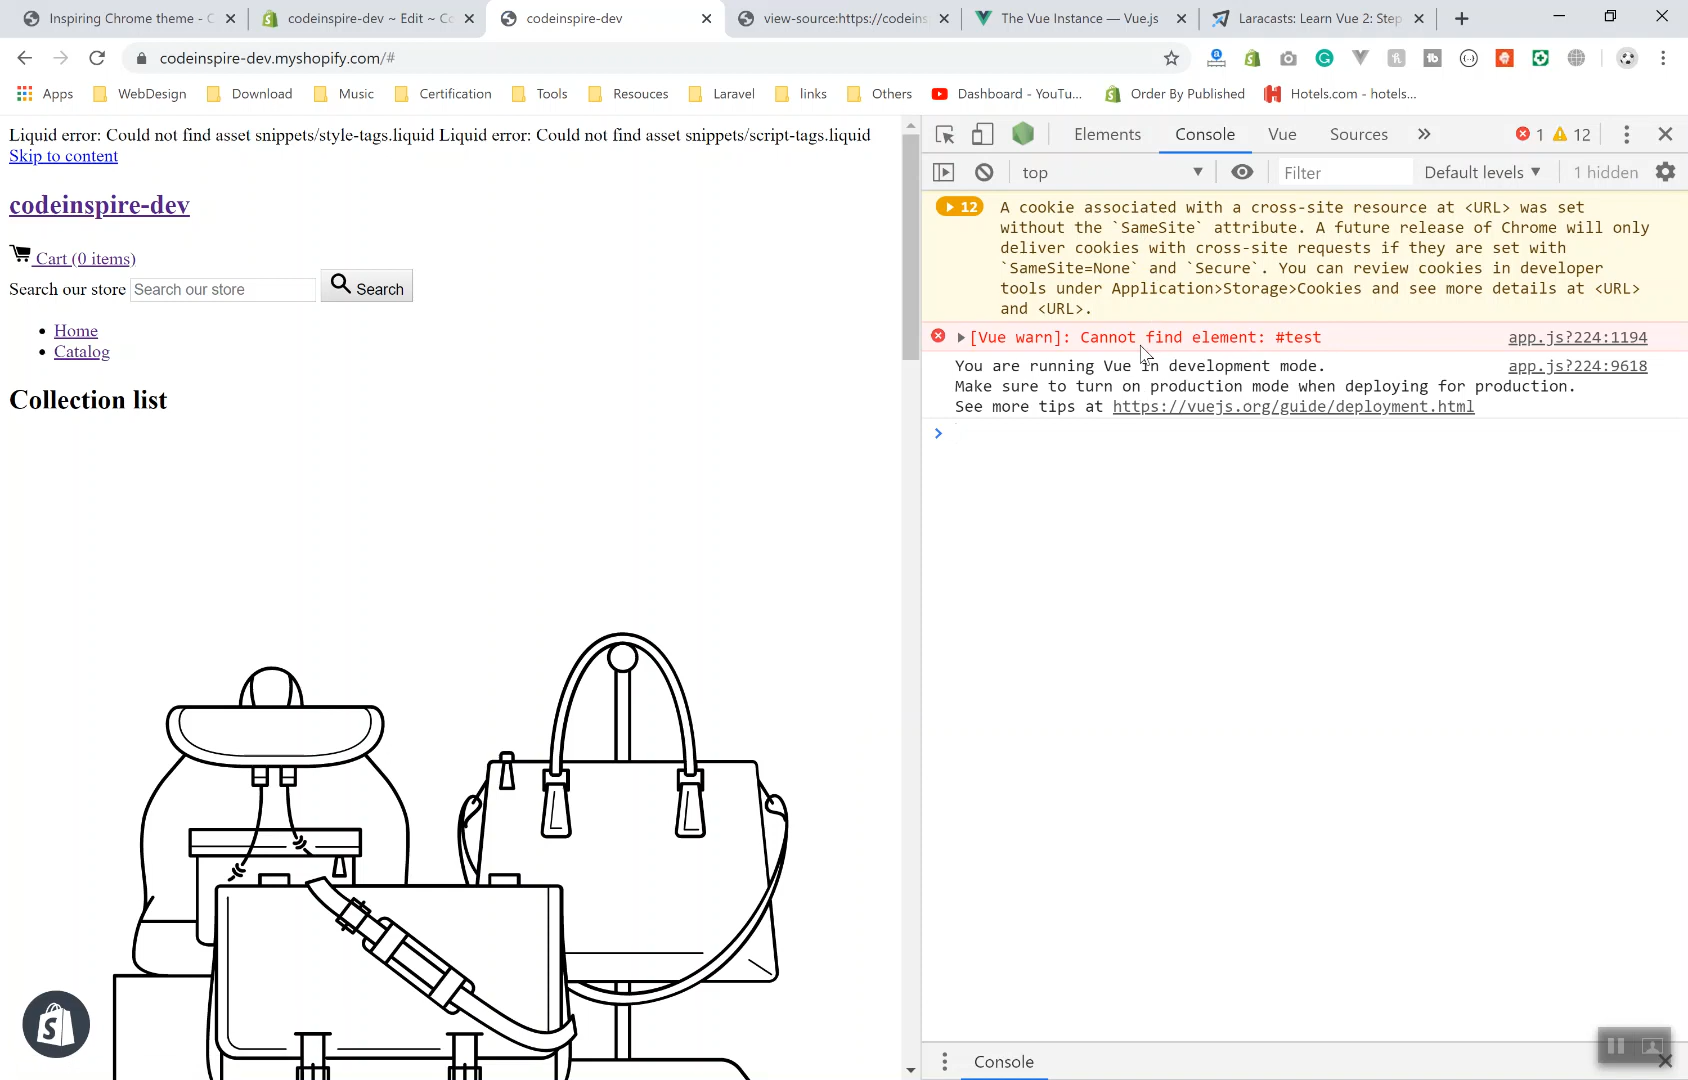 Inspiring Chrome theme - C
codeinspire-dev ~ Edit ~ Co
codeinspire-dev
view-source:https://codeins
The Vue Instance — Vue.js
Laracasts: Learn Vue 2: Step
codeinspire-dev.myshopify.com/#
Apps
WebDesign
Download
Music
Certification
Tools
Resouces
Laravel
links
Others
Dashboard - YouTu...
Order By Published
Hotels.com - hotels...
Liquid error: Could not find asset snippets/style-tags.liquid Liquid error: Could not find asset snippets/script-tags.liquid
Skip to content
codeinspire-dev
Cart (0 items)
Search our store
Search our store
Search
Home
Catalog
Collection list
Elements
Console
Vue
Sources
»
1
12
top
Filter
Default levels
1 hidden
12
A cookie associated with a cross-site resource at <URL> was set
without the `SameSite` attribute. A future release of Chrome will only
deliver cookies with cross-site requests if they are set with
`SameSite=None` and `Secure`. You can review cookies in developer
tools under Application>Storage>Cookies and see more details at <URL>
and <URL>.
[Vue warn]: Cannot find element: #test
app.js?224:1194
You are running Vue in development mode.
app.js?224:9618
Make sure to turn on production mode when deploying for production.
See more tips at https://vuejs.org/guide/deployment.html
Console